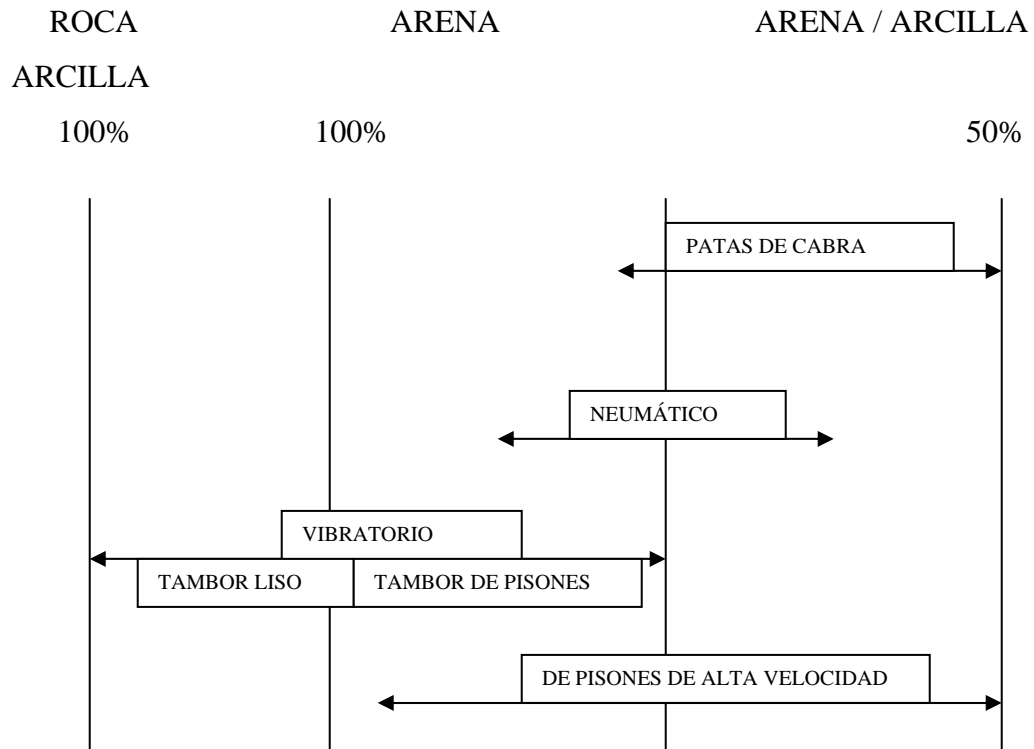 ROCA ARENA ARENA / ARCILLA
ARCILLA
100% 100% 50%
PATAS DE CABRA
NEUMÁTICO
VIBRATORIO
TAMBOR LISO TAMBOR DE PISONES
DE PISONES DE ALTA VELOCIDAD